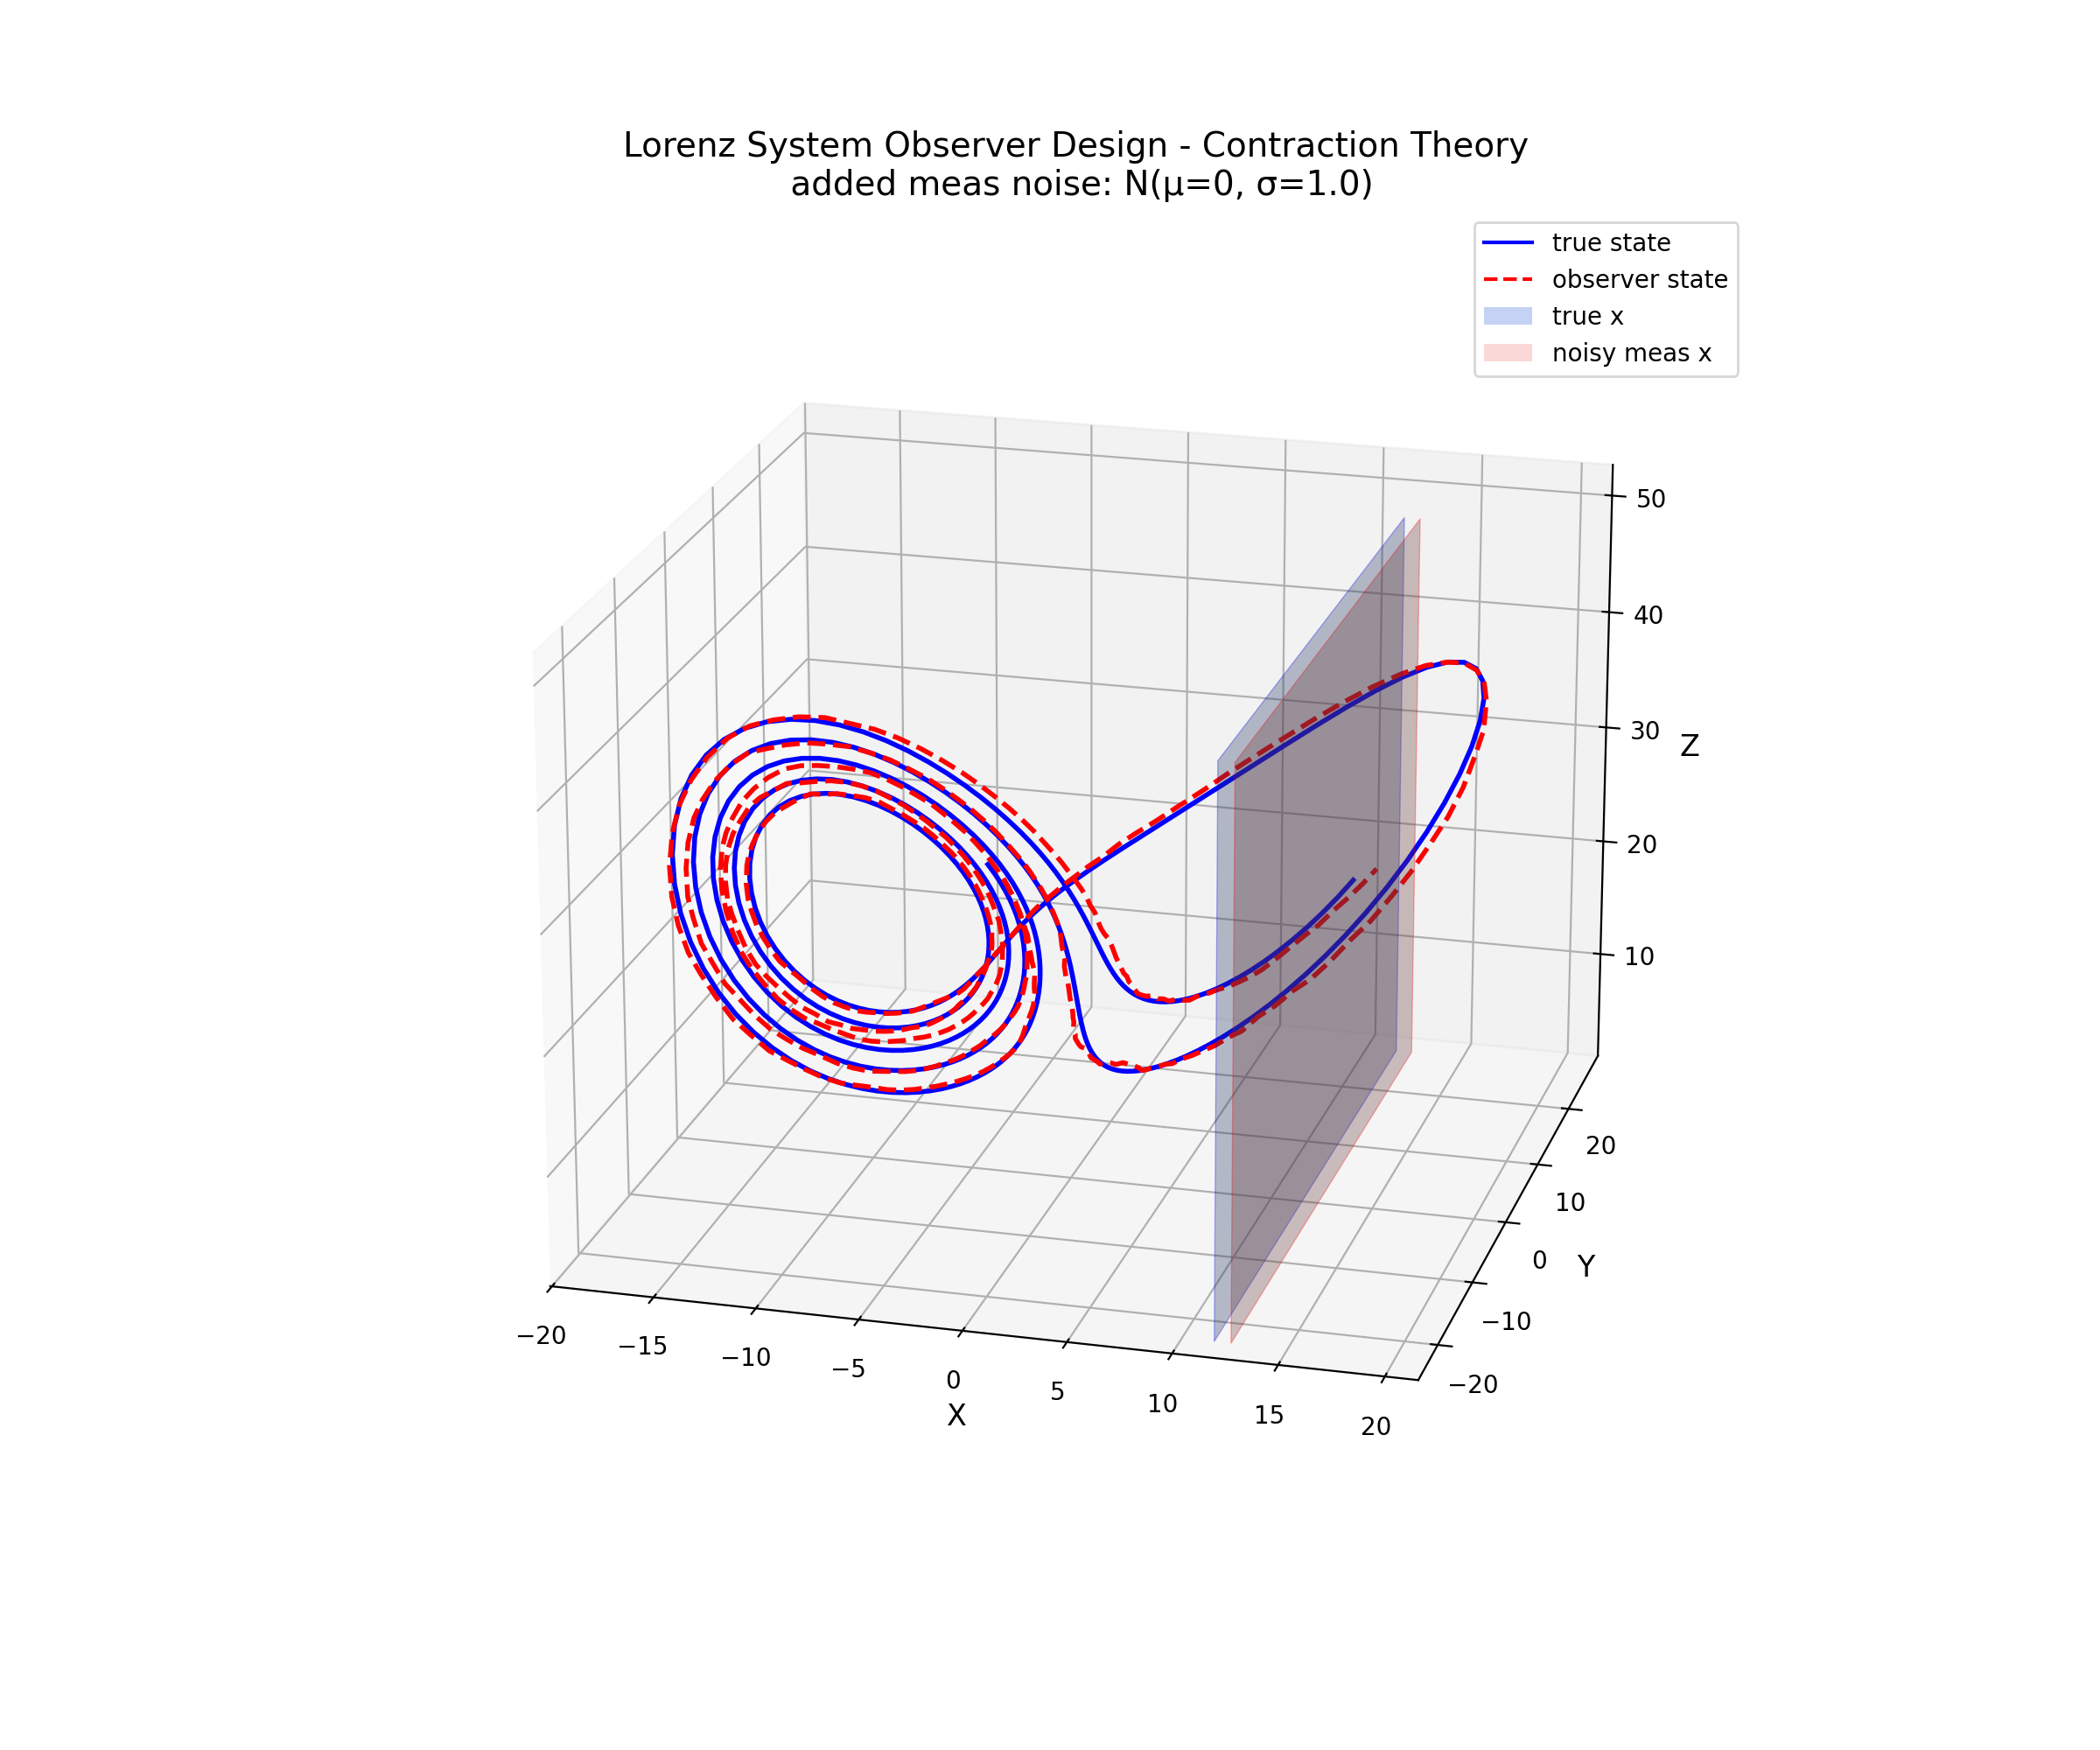 Lorenz System Observer Design - Contraction Theory
added meas noise: N(μ=0, σ=1.0)
true state
observer state
true x
noisy meas x
50
40
30
20
10
Z
20
10
0
−10
−20
Y
−20
−15
−10
−5
0
5
10
15
20
X